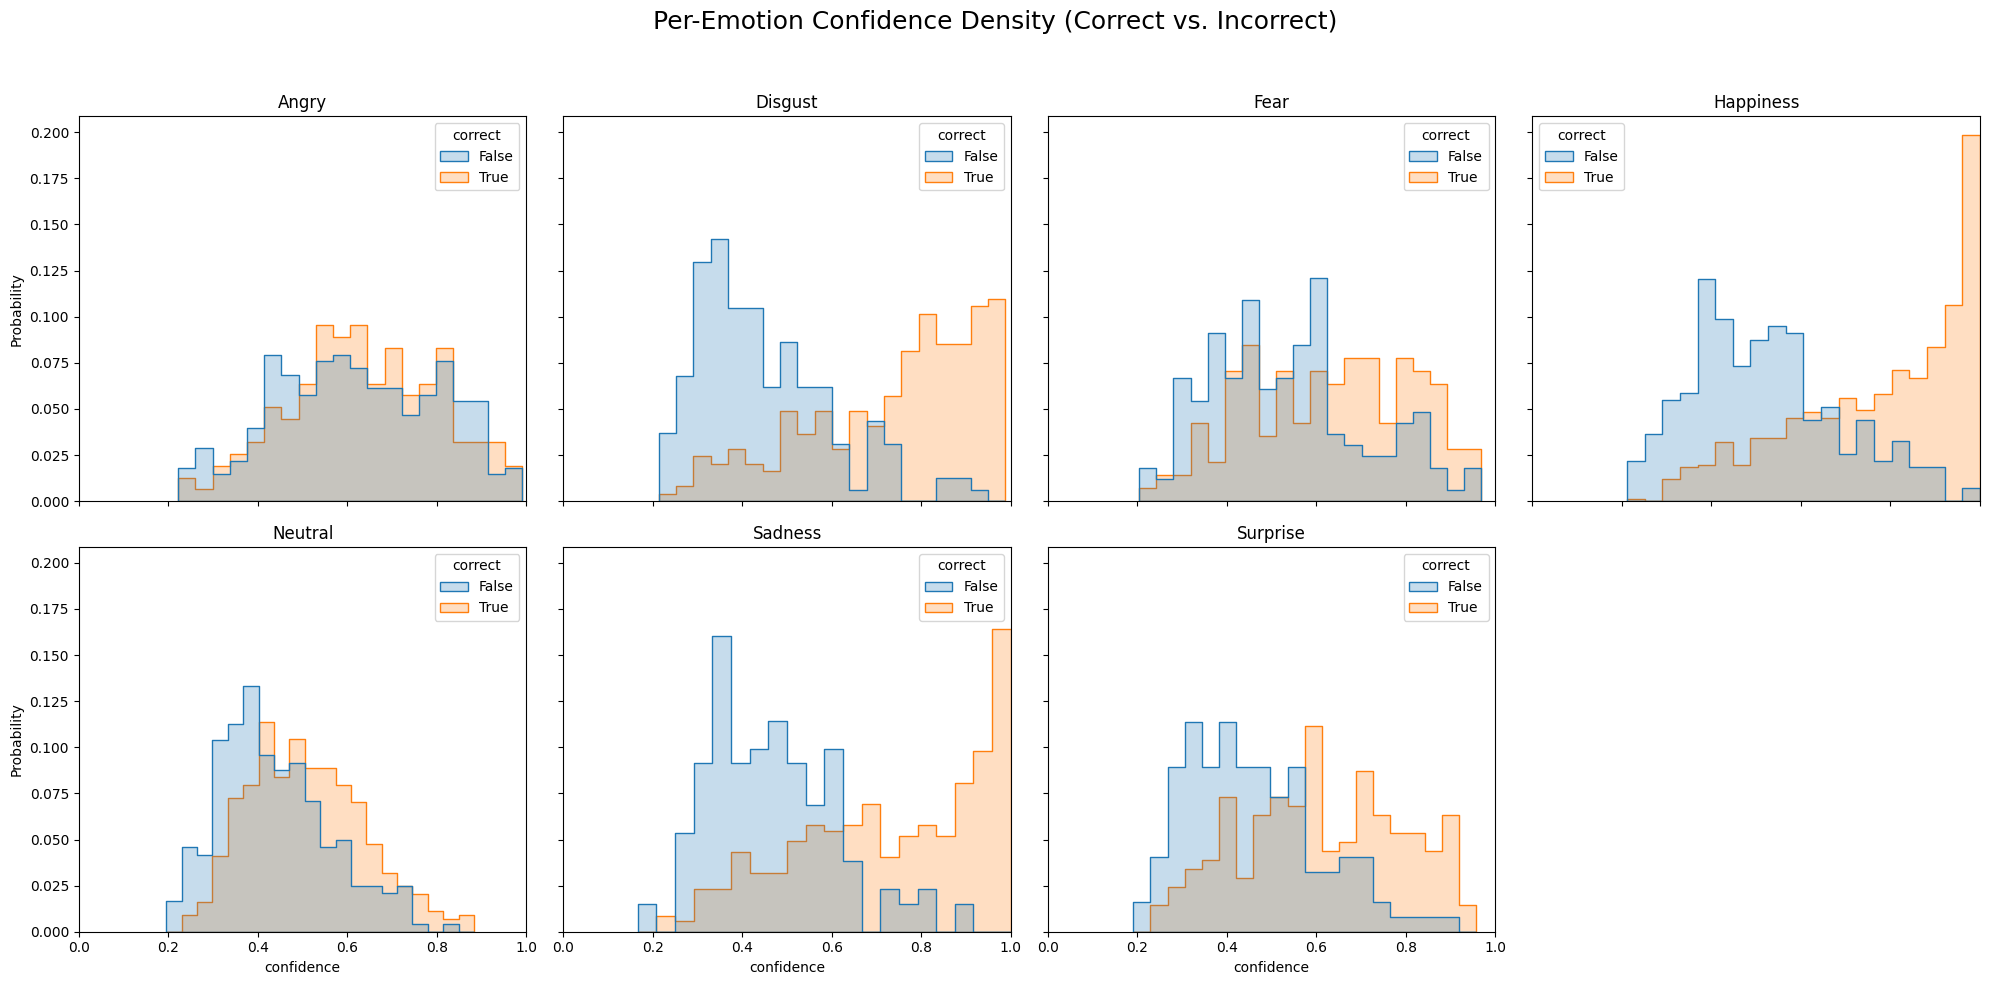 Per-Emotion Confidence Density (Correct vs. Incorrect)
Angry
Disgust
Fear
Happiness
correct
False
True
correct
False
True
correct
False
True
correct
False
True
0.200
0.175
0.150
0.125
0.100
0.075
0.050
0.025
0.000
Probability
Neutral
Sadness
Surprise
correct
False
True
correct
False
True
correct
False
True
0.200
0.175
0.150
0.125
0.100
0.075
0.050
0.025
0.000
Probability
0.0 0.2 0.4 0.6 0.8 1.0
0.0 0.2 0.4 0.6 0.8 1.0
0.0 0.2 0.4 0.6 0.8 1.0
confidence
confidence
confidence